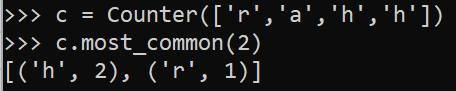 >>> c = Counter(['r','a','h','h'])
>>> c.most_common(2)
[('h', 2), ('r', 1)]